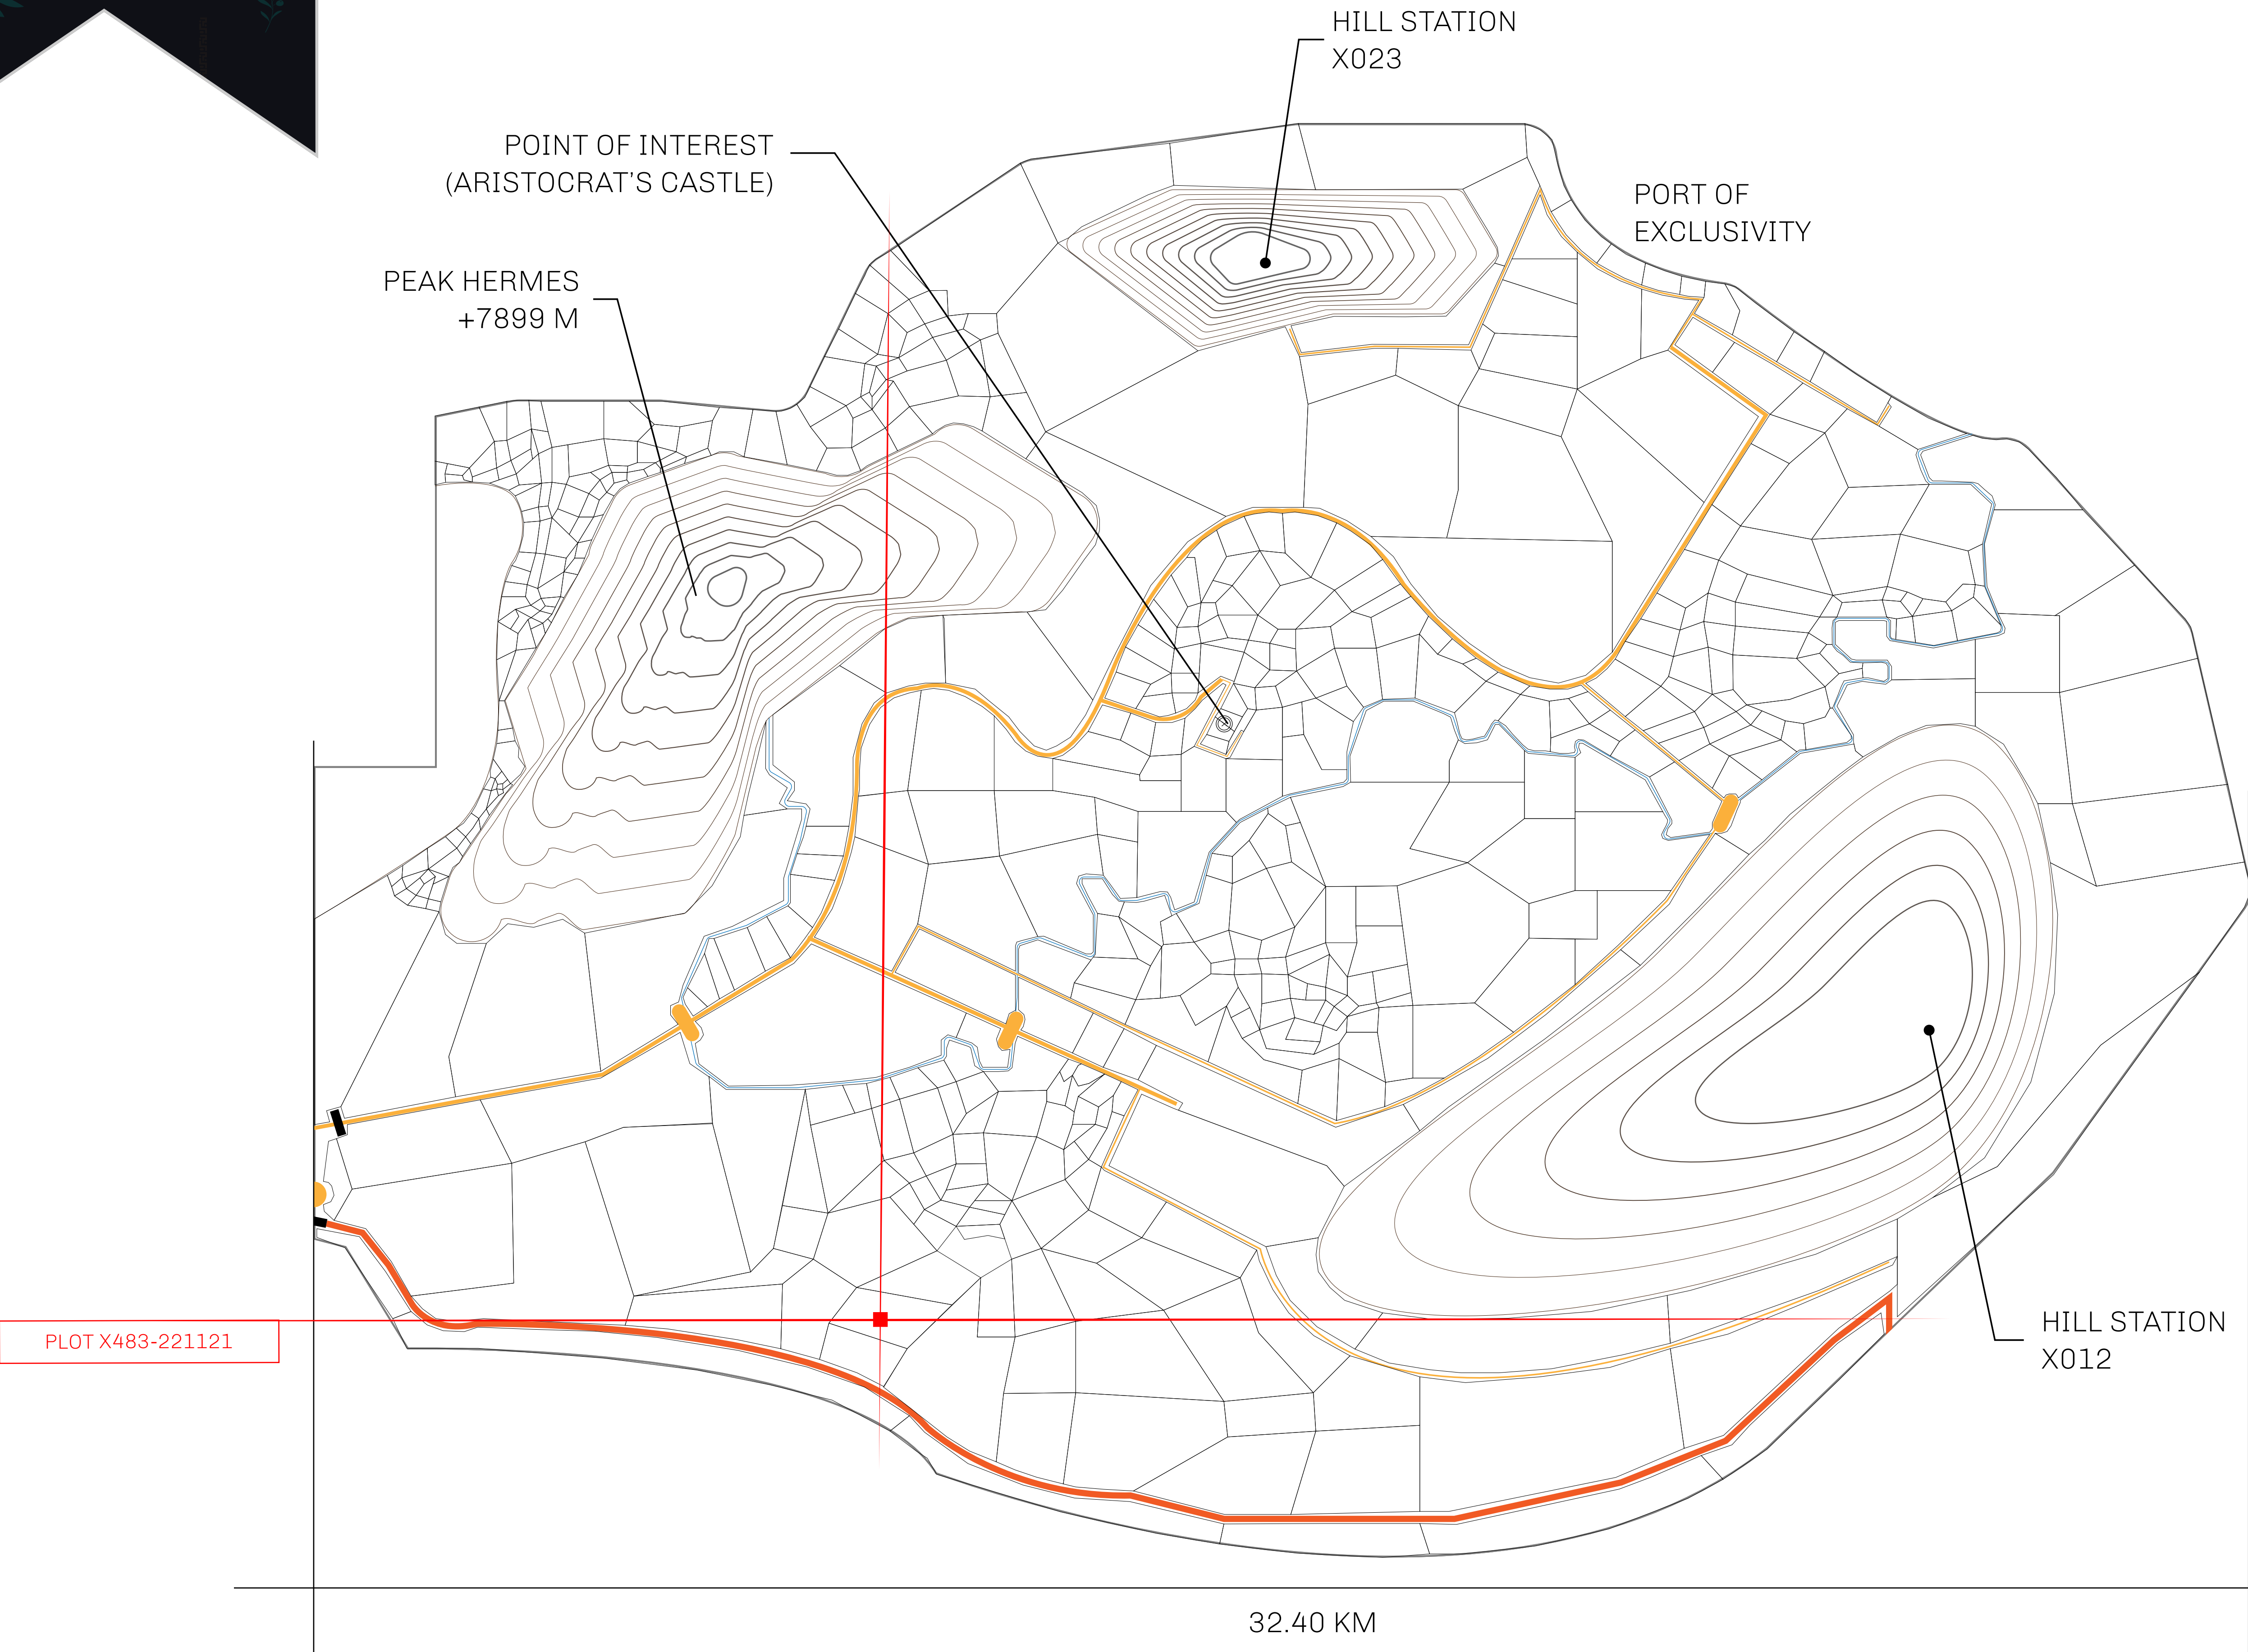 HILL STATION
X023
POINT OF INTEREST
(ARISTOCRAT'S CASTLE)
PORT OF
EXCLUSIVITY
PEAK HERMES
+7899 M
HILL STATION
X012
PLOT X483-221121
32.40 KM